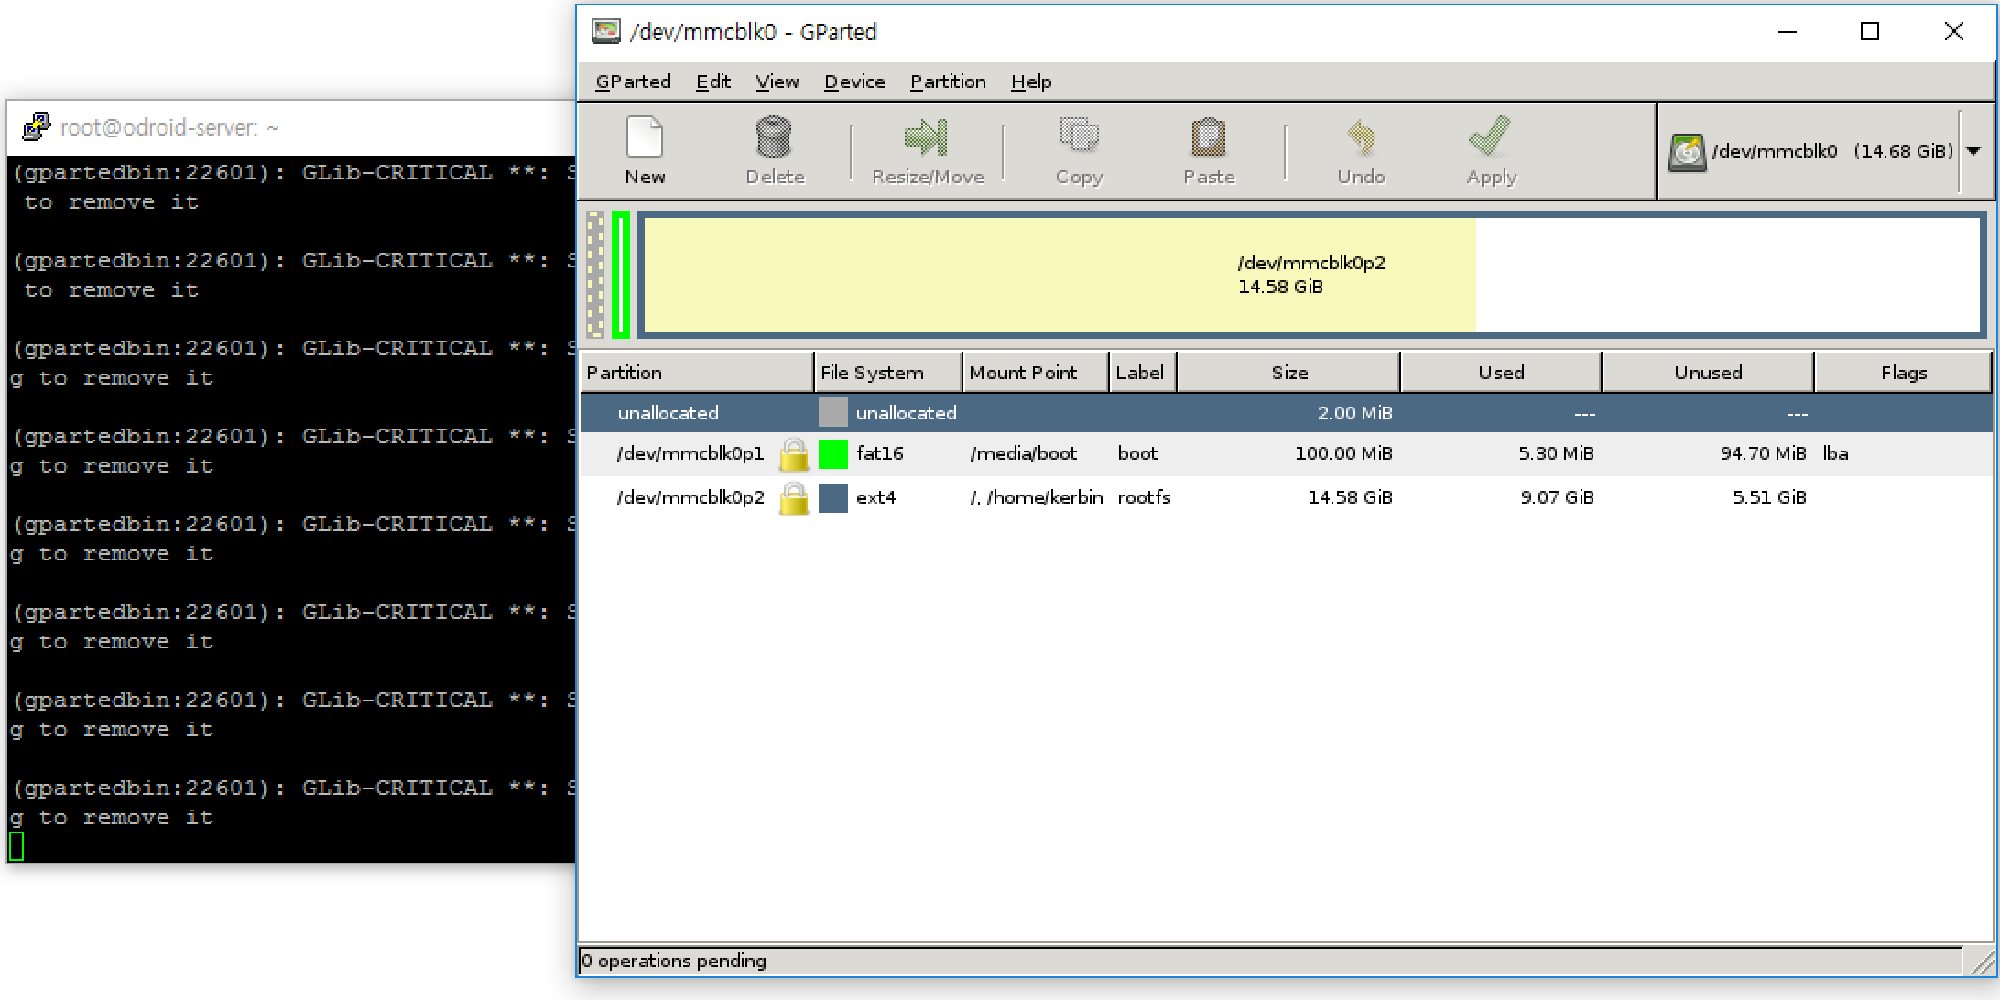 root@odroid-server: ~
(gpartedbin:22601): GLib-CRITICAL **: S
to remove it
(gpartedbin:22601): GLib-CRITICAL **: S
to remove it
(gpartedbin:22601): GLib-CRITICAL **: S
g to remove it
(gpartedbin:22601): GLib-CRITICAL **: S
g to remove it
(gpartedbin:22601): GLib-CRITICAL **: S
g to remove it
(gpartedbin:22601): GLib-CRITICAL **: S
g to remove it
(gpartedbin:22601): GLib-CRITICAL **: S
g to remove it
(gpartedbin:22601): GLib-CRITICAL **: S
g to remove it
/dev/mmcblk0 - GParted
GParted Edit View Device Partition Help
New Delete Resize/Move Copy Paste Undo Apply /dev/mmcblk0 (14.68 GiB)
/dev/mmcblk0p2
14.58 GiB
Partition File System Mount Point Label Size Used Unused Flags
unallocated unallocated 2.00 MiB --- ---
/dev/mmcblk0p1 fat16 /media/boot boot 100.00 MiB 5.30 MiB 94.70 MiB lba
/dev/mmcblk0p2 ext4 /, /home/kerbin rootfs 14.58 GiB 9.07 GiB 5.51 GiB
0 operations pending